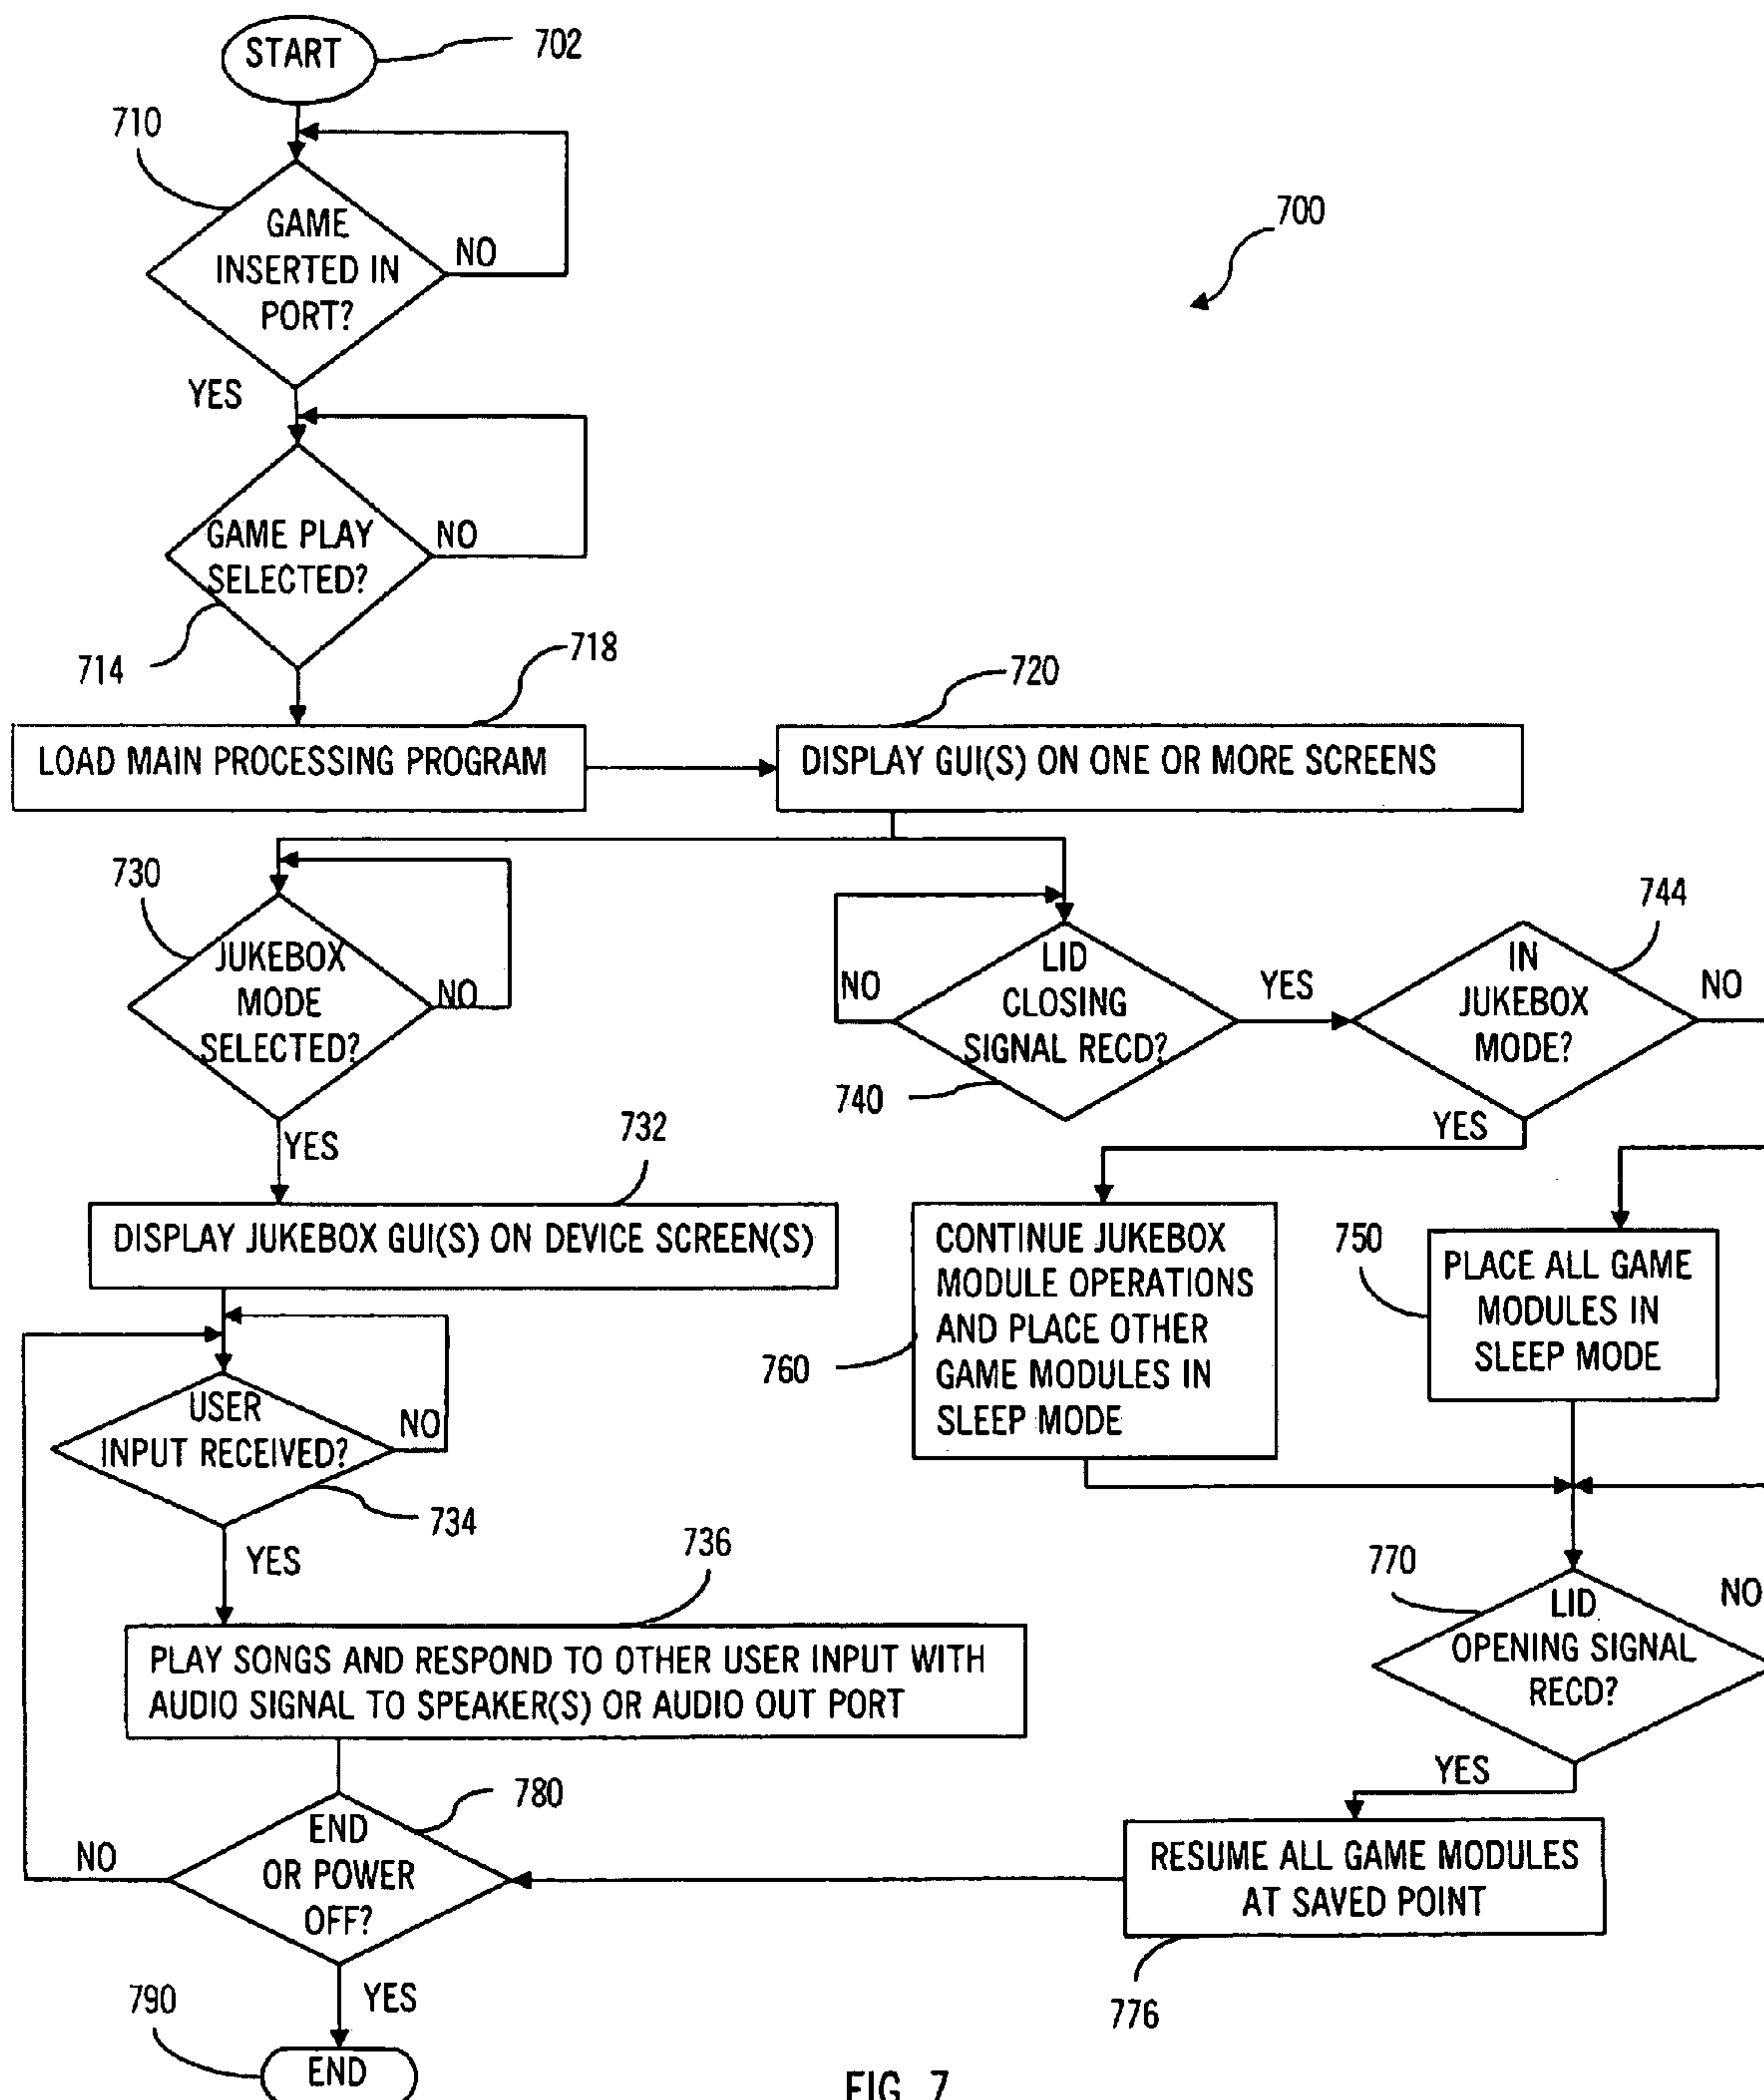 START
702
710
GAME
INSERTED IN
PORT?
NO
700
YES
GAME PLAY
SELECTED?
NO
714
718
720
LOAD MAIN PROCESSING PROGRAM
DISPLAY GUI(S) ON ONE OR MORE SCREENS
730
JUKEBOX
MODE
SELECTED?
NO
YES
NO
LID
CLOSING
SIGNAL RECD?
740
YES
744
IN
JUKEBOX
MODE?
NO
YES
732
DISPLAY JUKEBOX GUI(S) ON DEVICE SCREEN(S)
760
CONTINUE JUKEBOX
MODULE OPERATIONS
AND PLACE OTHER
GAME MODULES IN
SLEEP MODE
750
PLACE ALL GAME
MODULES IN
SLEEP MODE
USER
INPUT RECEIVED?
NO
734
YES
736
PLAY SONGS AND RESPOND TO OTHER USER INPUT WITH
AUDIO SIGNAL TO SPEAKER(S) OR AUDIO OUT PORT
770
LID
OPENING SIGNAL
RECD?
NO
YES
780
END
OR POWER
OFF?
NO
RESUME ALL GAME MODULES
AT SAVED POINT
776
YES
790
END
FIG. 7